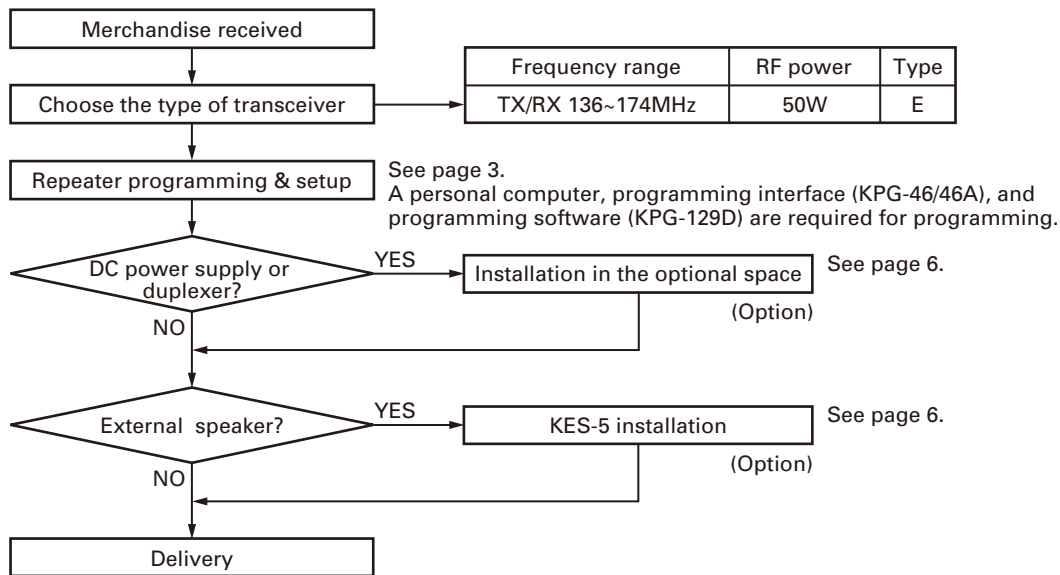 Merchandise received
Choose the type of transceiver
Frequency range RF power Type
TX/RX 136~174MHz 50W E
Repeater programming & setup
See page 3.
A personal computer, programming interface (KPG-46/46A), and
programming software (KPG-129D) are required for programming.
DC power supply or
duplexer?
YES
Installation in the optional space
See page 6.
(Option)
NO
External speaker?
YES
KES-5 installation
See page 6.
(Option)
NO
Delivery